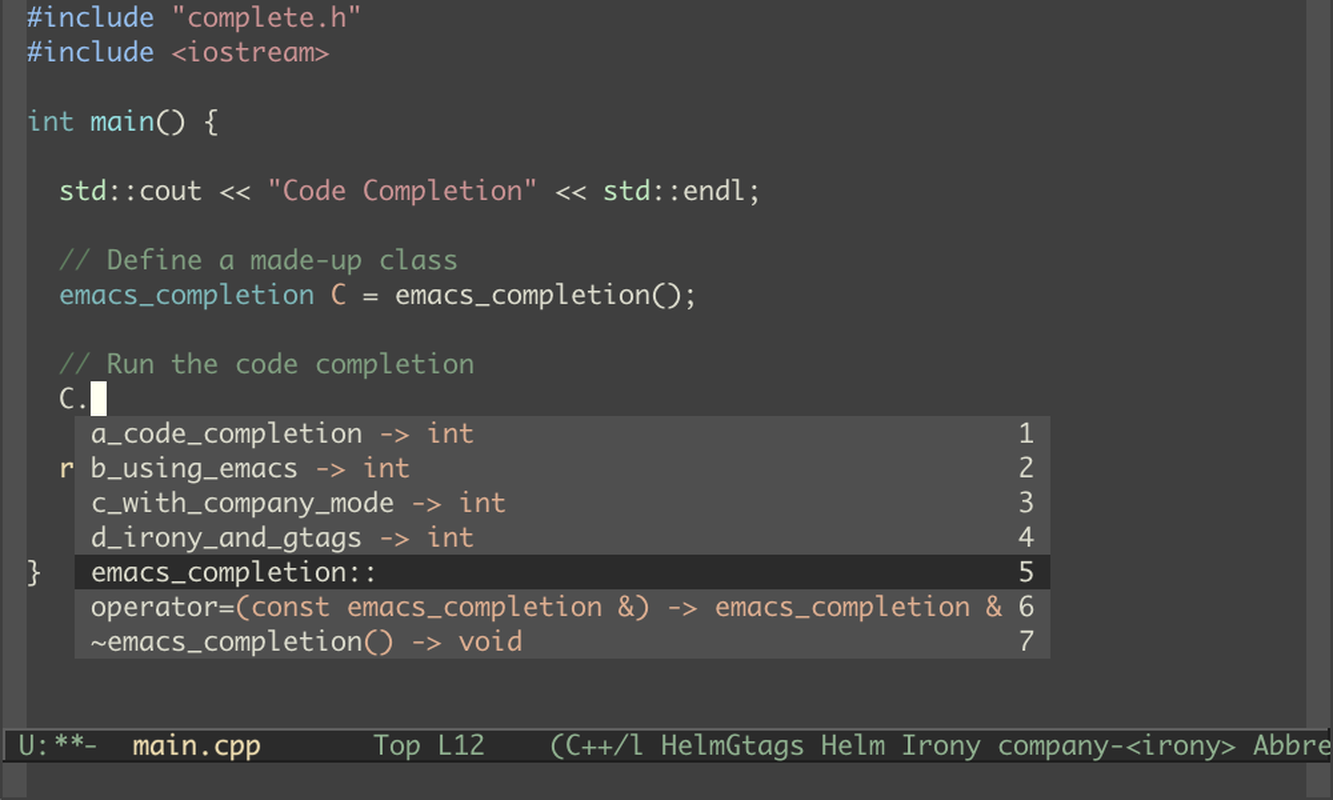 #include "complete.h"
#include <iostream>
int main() {
std::cout << "Code Completion" << std::endl;
// Define a made-up class
emacs_completion C = emacs_completion();
// Run the code completion
C.
a_code_completion -> int 1
r b_using_emacs -> int 2
c_with_company_mode -> int 3
d_irony_and_gtags -> int 4
} emacs_completion:: 5
operator=(const emacs_completion &) -> emacs_completion & 6
~emacs_completion() -> void 7
U:**- main.cpp Top L12 (C++/l HelmGtags Helm Irony company-<irony> Abbre